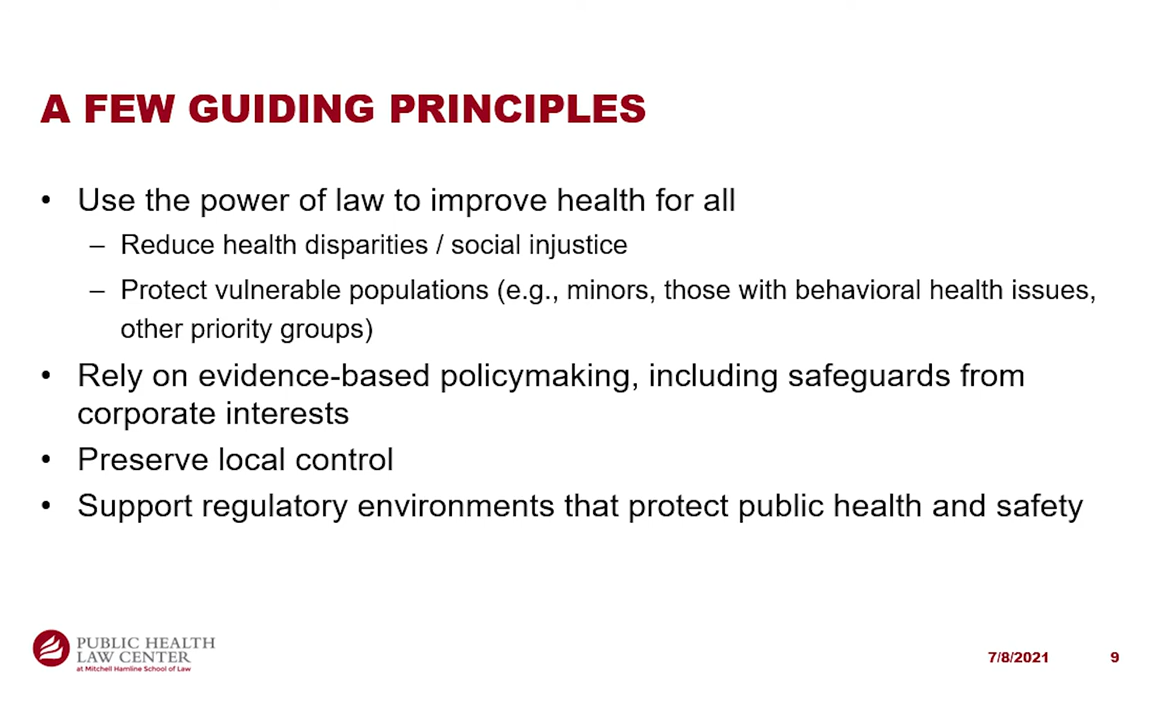 A FEW GUIDING PRINCIPLES
• Use the power of law to improve health for all
– Reduce health disparities / social injustice
– Protect vulnerable populations (e.g., minors, those with behavioral health issues,
other priority groups)
• Rely on evidence-based policymaking, including safeguards from
corporate interests
• Preserve local control
• Support regulatory environments that protect public health and safety
PUBLIC HEALTH
LAW CENTER
at Mitchell Hamline School of Law
7/8/2021 9